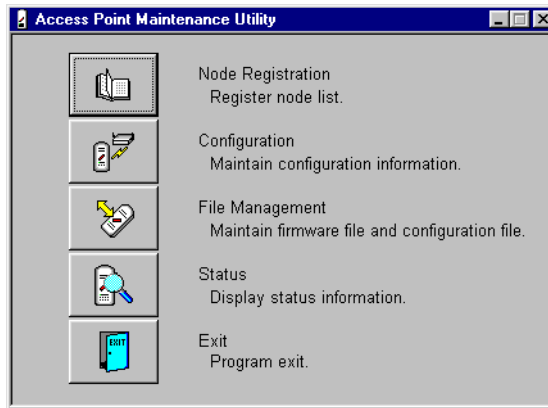 Access Point Maintenance Utility
Node Registration
Register node list.
Configuration
Maintain configuration information.
File Management
Maintain firmware file and configuration file.
Status
Display status information.
EXIT
Exit
Program exit.